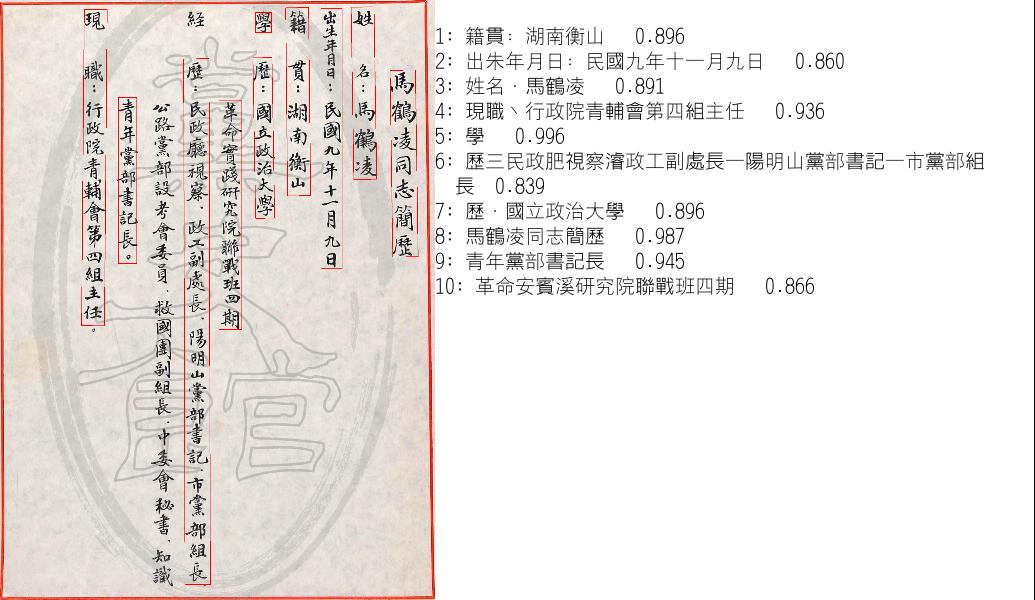 馬鶴凌同志簡歷
姓名：馬鶴凌
出生年月日：民國九年十一月九日
籍貫：湖南衡山
學歷：國立政治大學
革命實踐研究院聯戰班四期
經歷：民政廳視察、政工副處長、陽明山黨部書記、市黨部組長、
公路黨部設考會委員、救國團副組長、中委會秘書、知識
青年黨部書記長。
現職：行政院青輔會第四組主任。
1: 籍貫: 湖南衡山 0.896
2: 出朱年月日: 民國九年十一月九日 0.860
3: 姓名·馬鶴凌 0.891
4: 現職丶行政院青輔會第四組主任 0.936
5: 學 0.996
6: 歷三民政肥視察濬政工副處長一陽明山黨部書記一市黨部組
長 0.839
7: 歷·國立政治大學 0.896
8: 馬鶴凌同志簡歷 0.987
9: 青年黨部書記長 0.945
10: 革命安賓溪研究院聯戰班四期 0.866